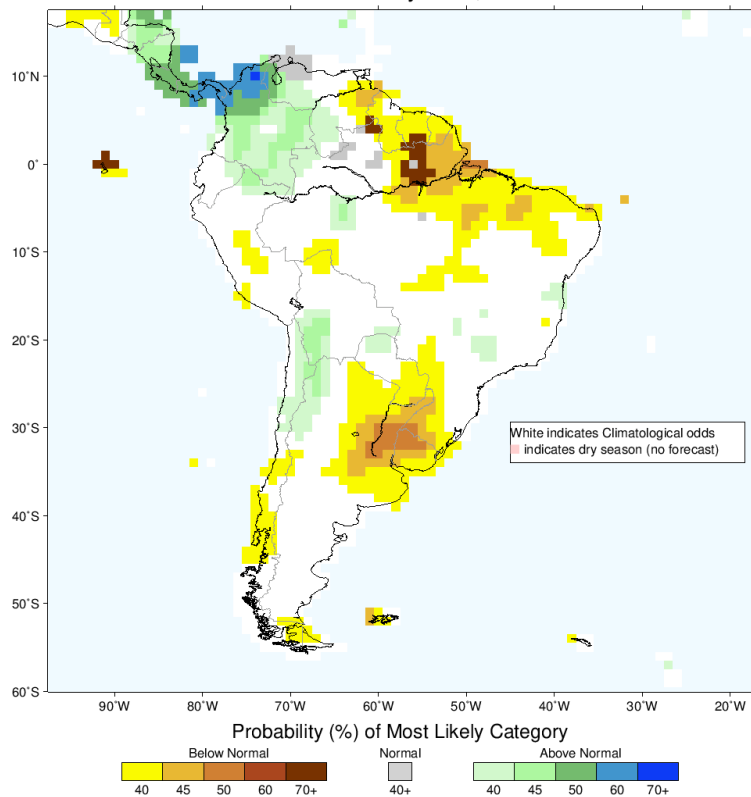 10˚N
0˚
10˚S
20˚S
30˚S
40˚S
50˚S
60˚S
White indicates Climatological odds
indicates dry season (no forecast)
90˚W 80˚W 70˚W 60˚W 50˚W 40˚W 30˚W 20˚W
Probability (%) of Most Likely Category
Below Normal Normal Above Normal
40 45 50 60 70+ 40+ 40 45 50 60 70+